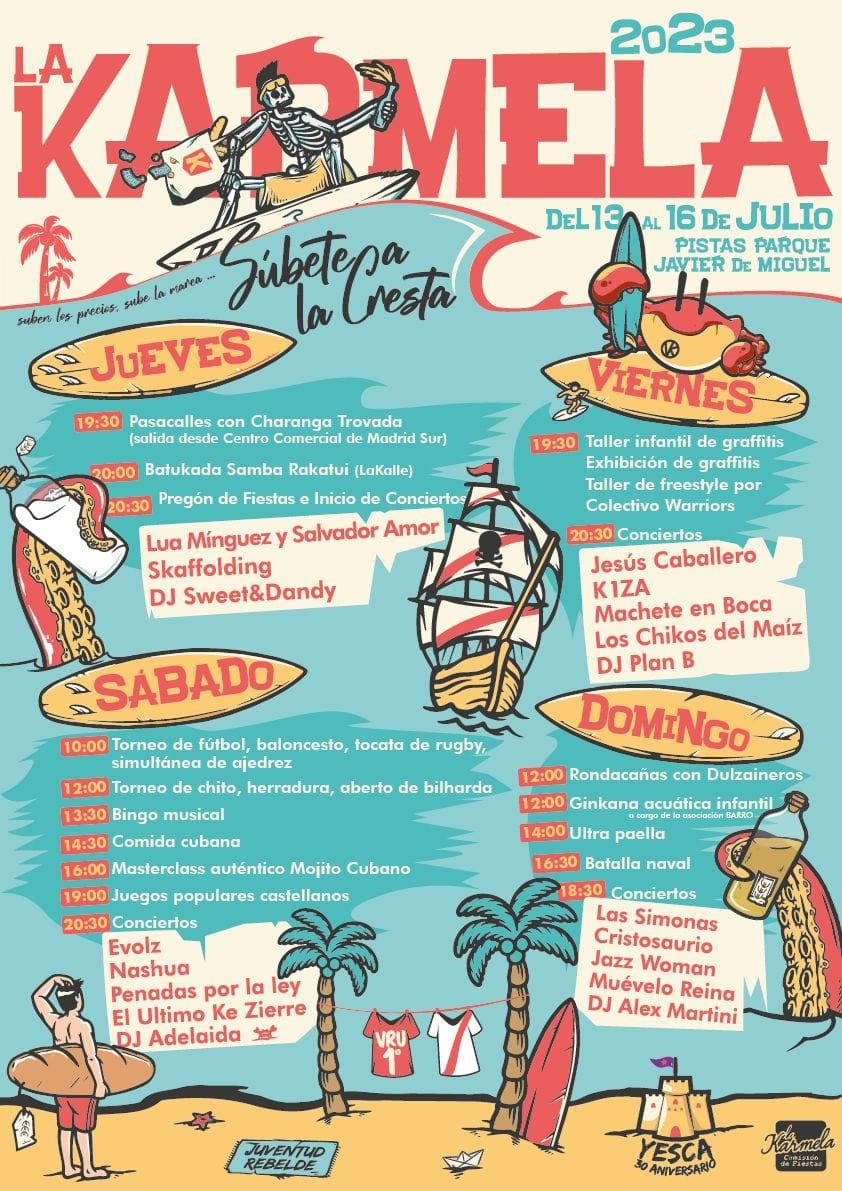 LA KARMELA 2023
K
DEL 13 AL 16 DE JULIO
PISTAS PARQUE
JAVIER DE MIGUEL
suben los precios, sube la marea ...
Súbete a
la Cresta
JUEVES
19:30 Pasacalles con Charanga Trovada
(salida desde Centro Comercial de Madrid Sur)
20:00 Batukada Samba Rakatui (LaKalle)
20:30 Pregón de Fiestas e Inicio de Conciertos
Lua Mínguez y Salvador Amor
Skaffolding
DJ Sweet&Dandy
VIERNES
19:30 Taller infantil de graffitis
Exhibición de graffitis
Taller de freestyle por
Colectivo Warriors
20:30 Conciertos
Jesús Caballero
K1ZA
Machete en Boca
Los Chikos del Maíz
DJ Plan B
SÁBADO
10:00 Torneo de fútbol, baloncesto, tocata de rugby,
simultánea de ajedrez
12:00 Torneo de chito, herradura, aberto de bilharda
13:30 Bingo musical
14:30 Comida cubana
16:00 Masterclass auténtico Mojito Cubano
19:00 Juegos populares castellanos
20:30 Conciertos
Evolz
Nashua
Penadas por la ley
El Ultimo Ke Zierre
DJ Adelaida
DOMINGO
12:00 Rondacañas con Dulzaineros
12:00 Ginkana acuática infantil
a cargo de la asociación BARRO
14:00 Ultra paella
16:30 Batalla naval
18:30 Conciertos
Las Simonas
Cristosaurio
Jazz Woman
Muévelo Reina
DJ Alex Martini
VRU
1º
€€€
JUVENTUD
REBELDE
YESCA
30 ANIVERSARIO
La
Karmela
Comisión
de Fiestas